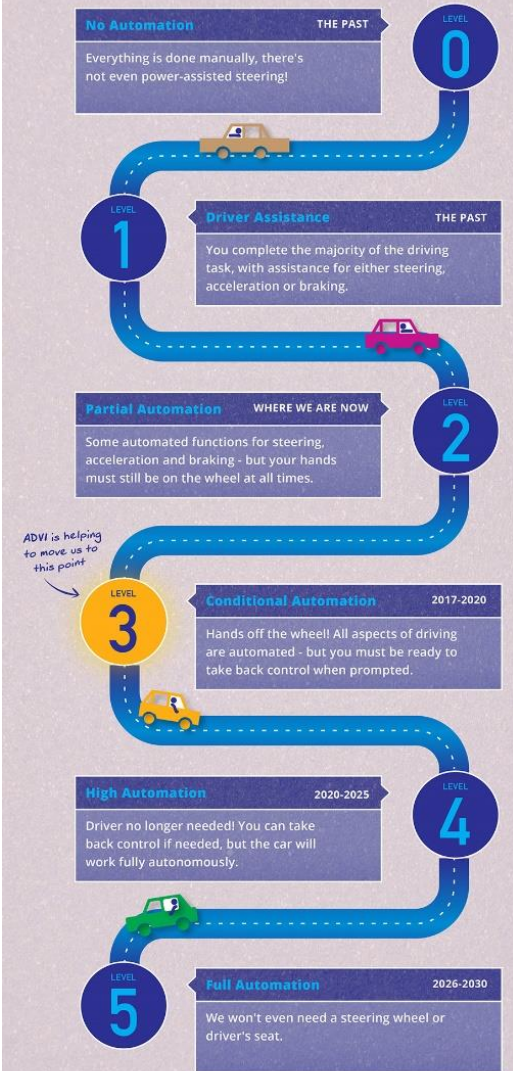 No Automation THE PAST
LEVEL
0
Everything is done manually, there's
not even power-assisted steering!
LEVEL
1
Driver Assistance THE PAST
You complete the majority of the driving
task, with assistance for either steering,
acceleration or braking.
Partial Automation WHERE WE ARE NOW
LEVEL
2
Some automated functions for steering,
acceleration and braking - but your hands
must still be on the wheel at all times.
ADVI is helping
to move us to
this point
LEVEL
3
Conditional Automation 2017-2020
Hands off the wheel! All aspects of driving
are automated - but you must be ready to
take back control when prompted.
High Automation 2020-2025
LEVEL
4
Driver no longer needed! You can take
back control if needed, but the car will
work fully autonomously.
LEVEL
5
Full Automation 2026-2030
We won't even need a steering wheel or
driver's seat.